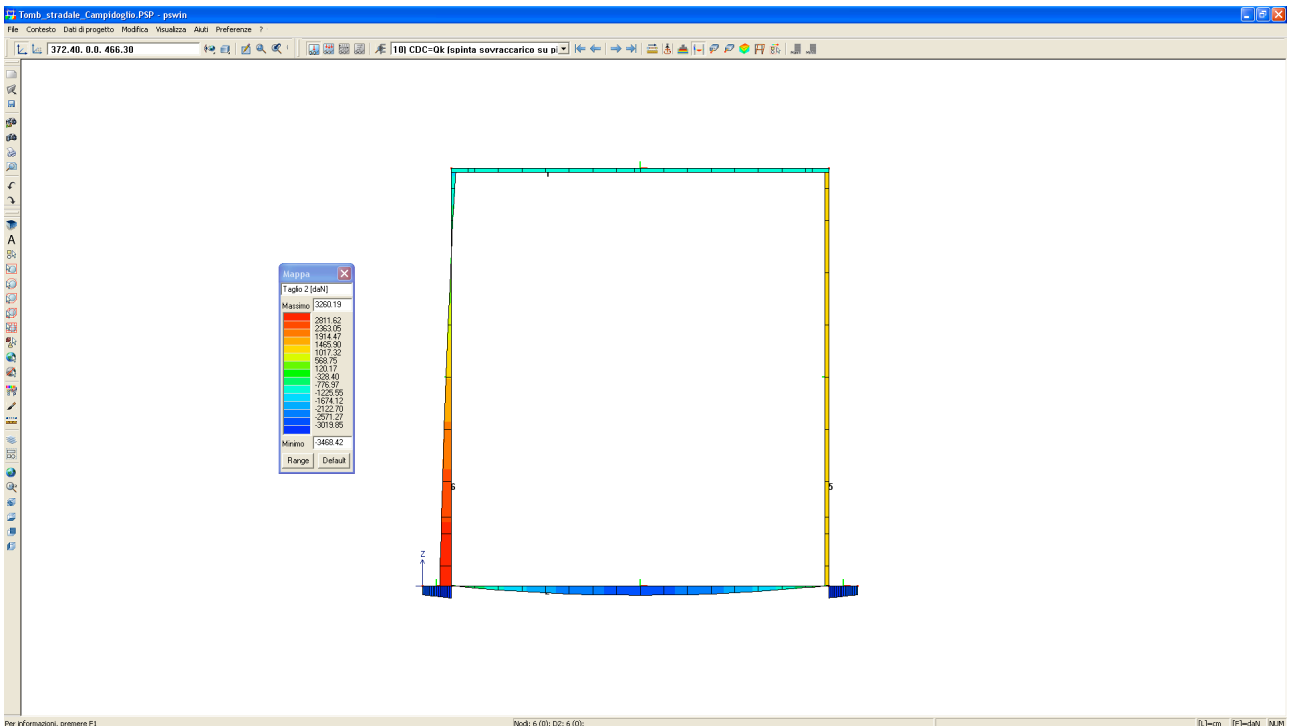 Tomb_stradale_Campidoglio.PSP - pswin
File Contesto Dati di progetto Modifica Visualizza Aiuti Preferenze ?
372.40. 0.0. 466.30
10) CDC=Qk (spinta sovraccarico su pi
A
Mappa
Taglio 2 [daN]
Massimo 3260.19
2811.62
2363.05
1914.47
1465.90
1017.32
568.75
120.17
-328.40
-776.97
-1225.55
-1674.12
-2122.70
-2571.27
-3019.85
Minimo -3468.42
Range Default
6
5
Z
Per informazioni, premere F1
Nodi: 6 (0); D2: 6 (0);
[L]=cm [F]=daN NUM